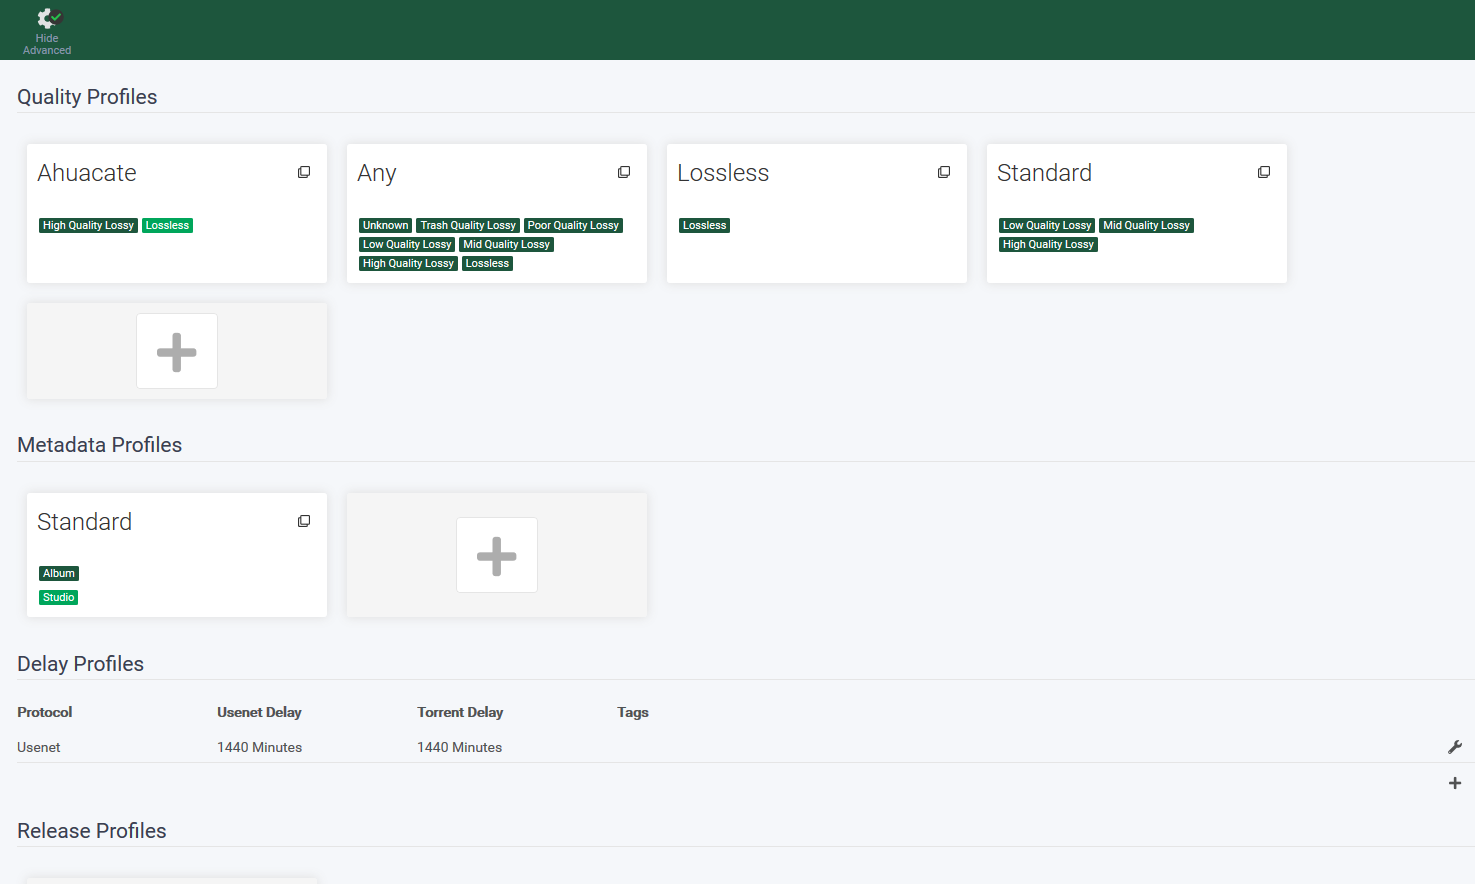 Hide
Advanced
Quality Profiles
Ahuacate
High Quality Lossy Lossless
Any
Unknown Trash Quality Lossy Poor Quality Lossy
Low Quality Lossy Mid Quality Lossy
High Quality Lossy Lossless
Lossless
Lossless
Standard
Low Quality Lossy Mid Quality Lossy
High Quality Lossy
Metadata Profiles
Standard
Album
Studio
Delay Profiles
Protocol Usenet Delay Torrent Delay Tags
Usenet 1440 Minutes 1440 Minutes
Release Profiles